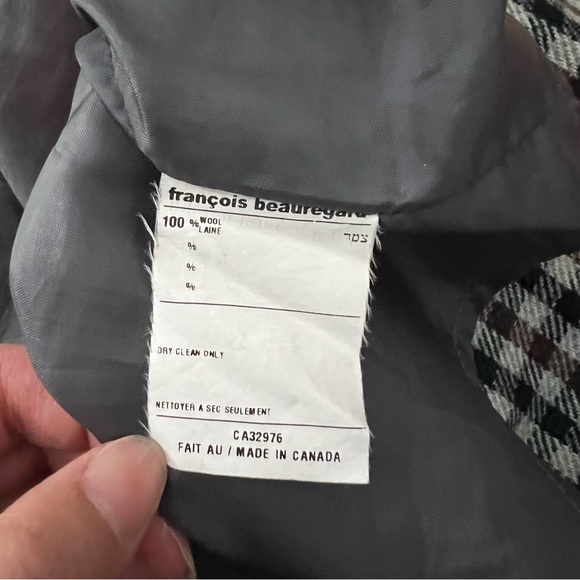 françois beauregard
100 % WOOL
LAINE
צמר
%
%
%
DRY CLEAN ONLY
NETTOYER A SEC SEULEMENT
CA32976
FAIT AU / MADE IN CANADA